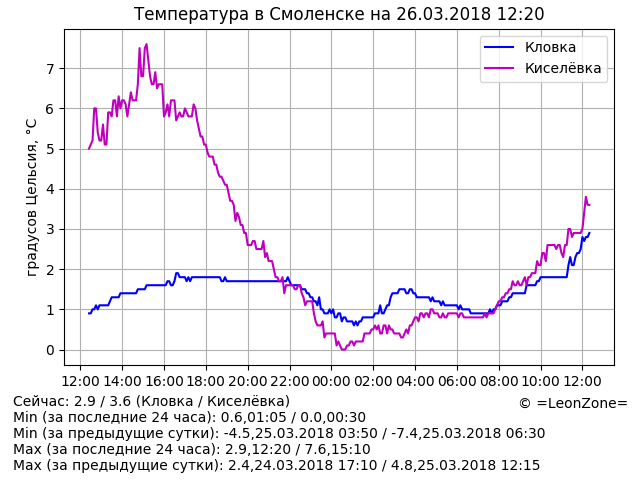 Температура в Смоленске на 26.03.2018 12:20
Кловка
Киселёвка
градусов Цельсия, °C
7
6
5
4
3
2
1
0
12:00 14:00 16:00 18:00 20:00 22:00 00:00 02:00 04:00 06:00 08:00 10:00 12:00
Сейчас: 2.9 / 3.6 (Кловка / Киселёвка)
© =LeonZone=
Min (за последние 24 часа): 0.6,01:05 / 0.0,00:30
Min (за предыдущие сутки): -4.5,25.03.2018 03:50 / -7.4,25.03.2018 06:30
Max (за последние 24 часа): 2.9,12:20 / 7.6,15:10
Max (за предыдущие сутки): 2.4,24.03.2018 17:10 / 4.8,25.03.2018 12:15